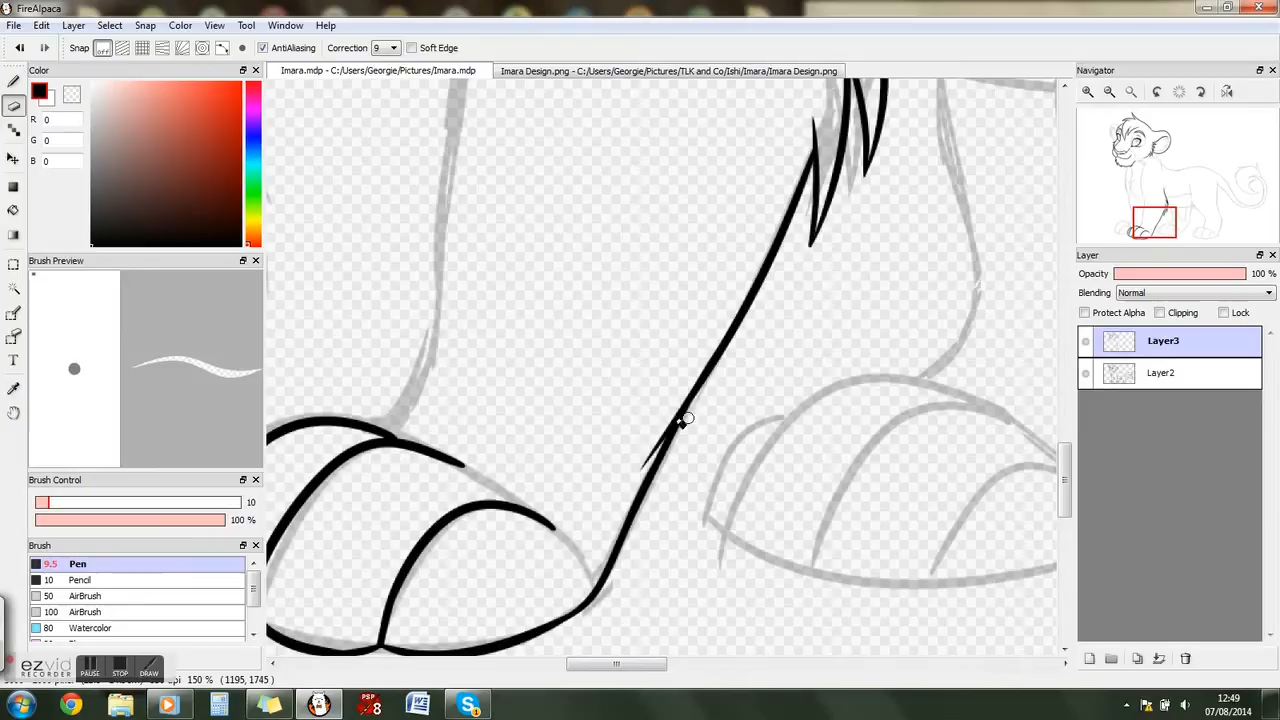 FireAlpaca
File Edit Layer Select Snap Color View Tool Window Help
Snap off AntiAliasing Correction 9 Soft Edge
Color
Imara.mdp - C:/Users/Georgie/Pictures/Imara.mdp
Imara Design.png - C:/Users/Georgie/Pictures/TLK and Co/Ishi/Imara/Imara Design.png
Navigator
R 0
G 0
B 0
Brush Preview
Layer
Opacity 100 %
Blending Normal
Protect Alpha Clipping Lock
Layer3
Layer2
Brush Control
10
100 %
Brush
9.5 Pen
10 Pencil
50 AirBrush
100 AirBrush
80 Watercolor
ezvid
RECORDER
PAUSE STOP DRAW
150 % (1195, 1745)
PSP 8
12:49
07/08/2014